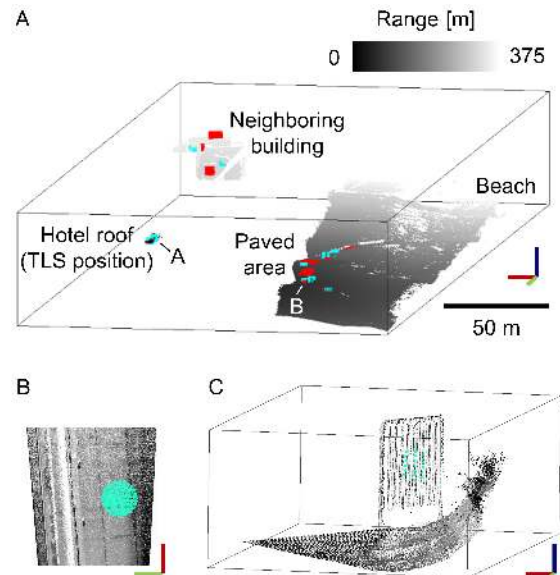 A
Range [m]
0
375
Neighboring
building
Beach
Hotel roof
(TLS position)
A
Paved
area
B
50 m
B
C